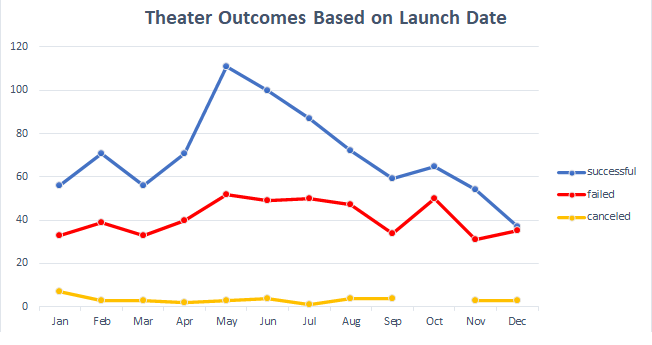 Theater Outcomes Based on Launch Date
120
100
80
60
40
20
0
Jan Feb Mar Apr May Jun Jul Aug Sep Oct Nov Dec
successful
failed
canceled